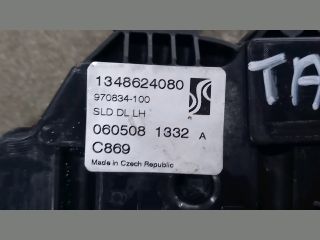 1348624080
970834-100
SLD DL LH
060508 1332 A
C869
Made in Czech Republic
TA